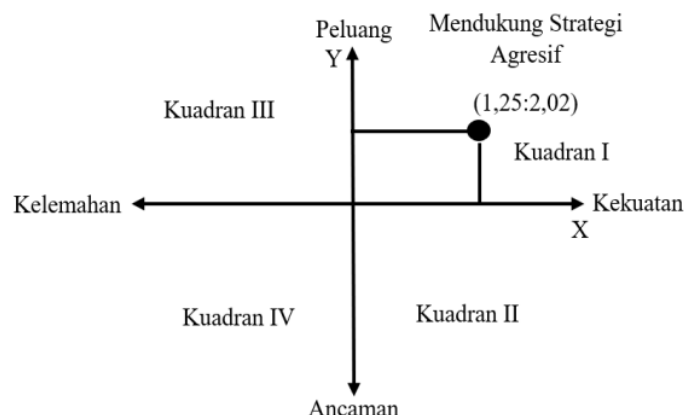 Peluang
Y
Mendukung Strategi
Agresif
(1,25:2,02)
Kuadran III
Kuadran I
Kelemahan
Kekuatan
X
Kuadran IV
Kuadran II
Ancaman